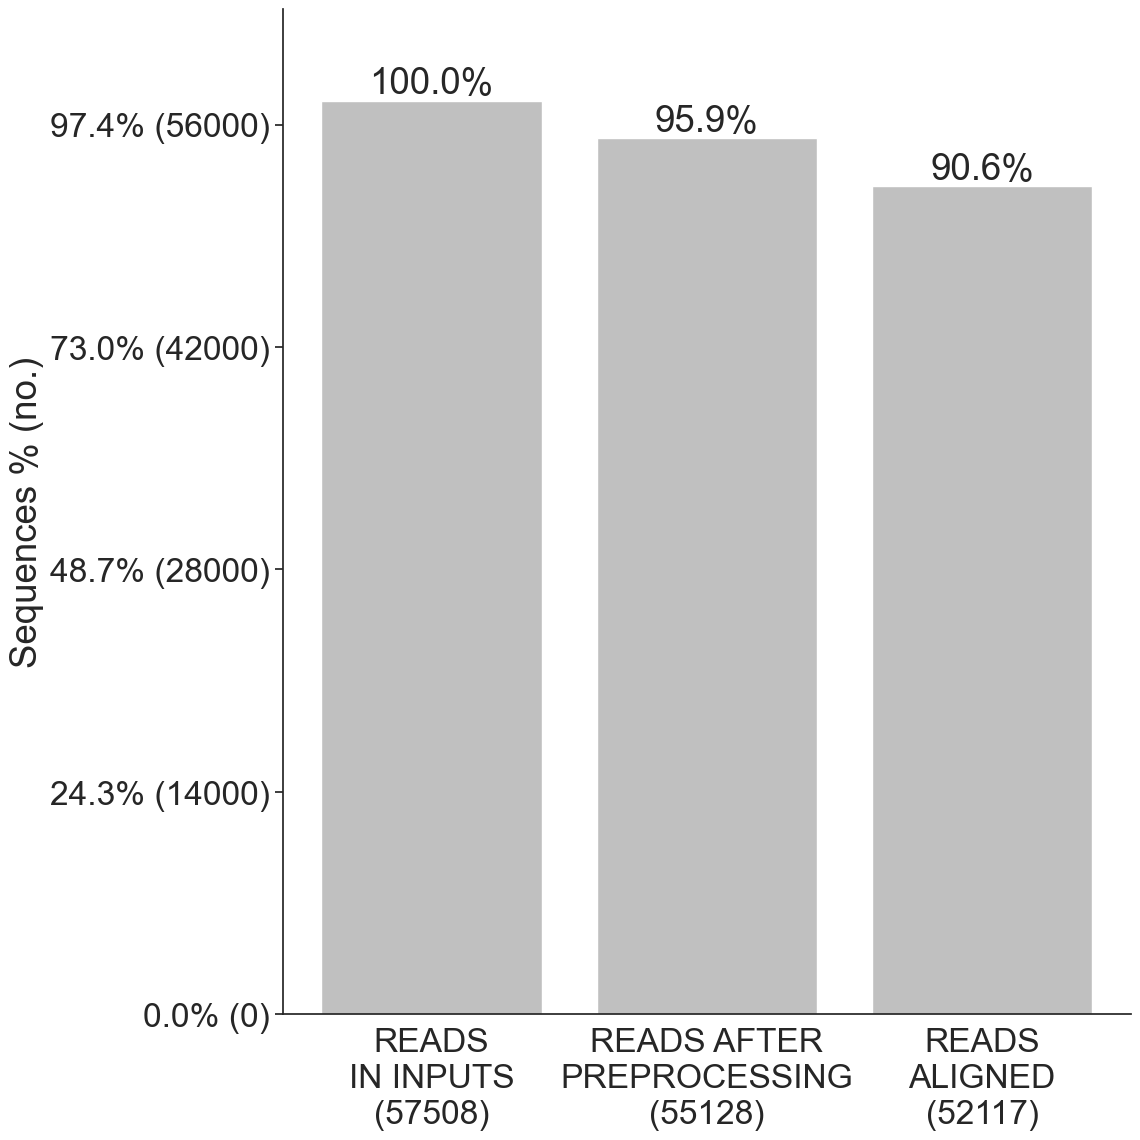 100.0%
95.9%
90.6%
97.4% (56000)
73.0% (42000)
48.7% (28000)
24.3% (14000)
0.0% (0)
Sequences % (no.)
READS
IN INPUTS
(57508)
READS AFTER
PREPROCESSING
(55128)
READS
ALIGNED
(52117)